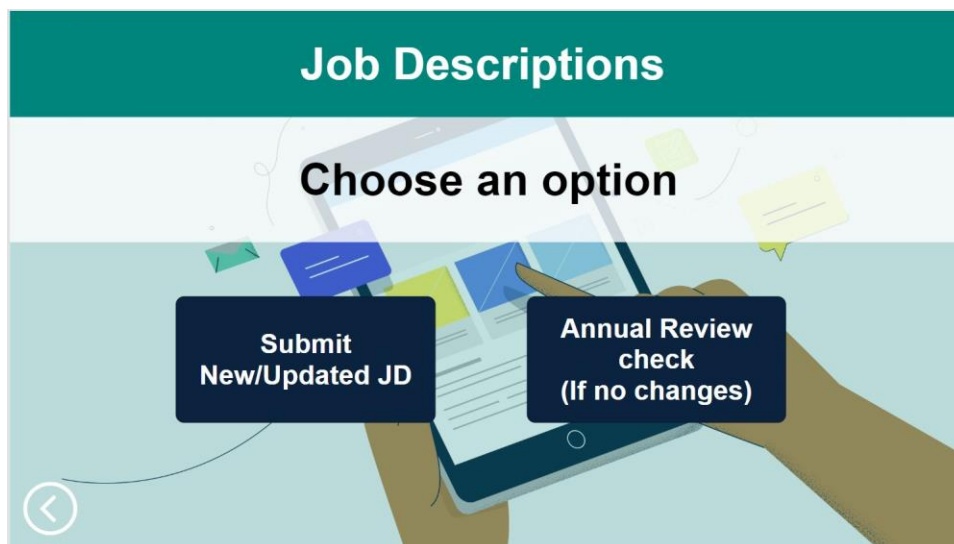 Job Descriptions
Choose an option
Submit
New/Updated JD
Annual Review
check
(If no changes)